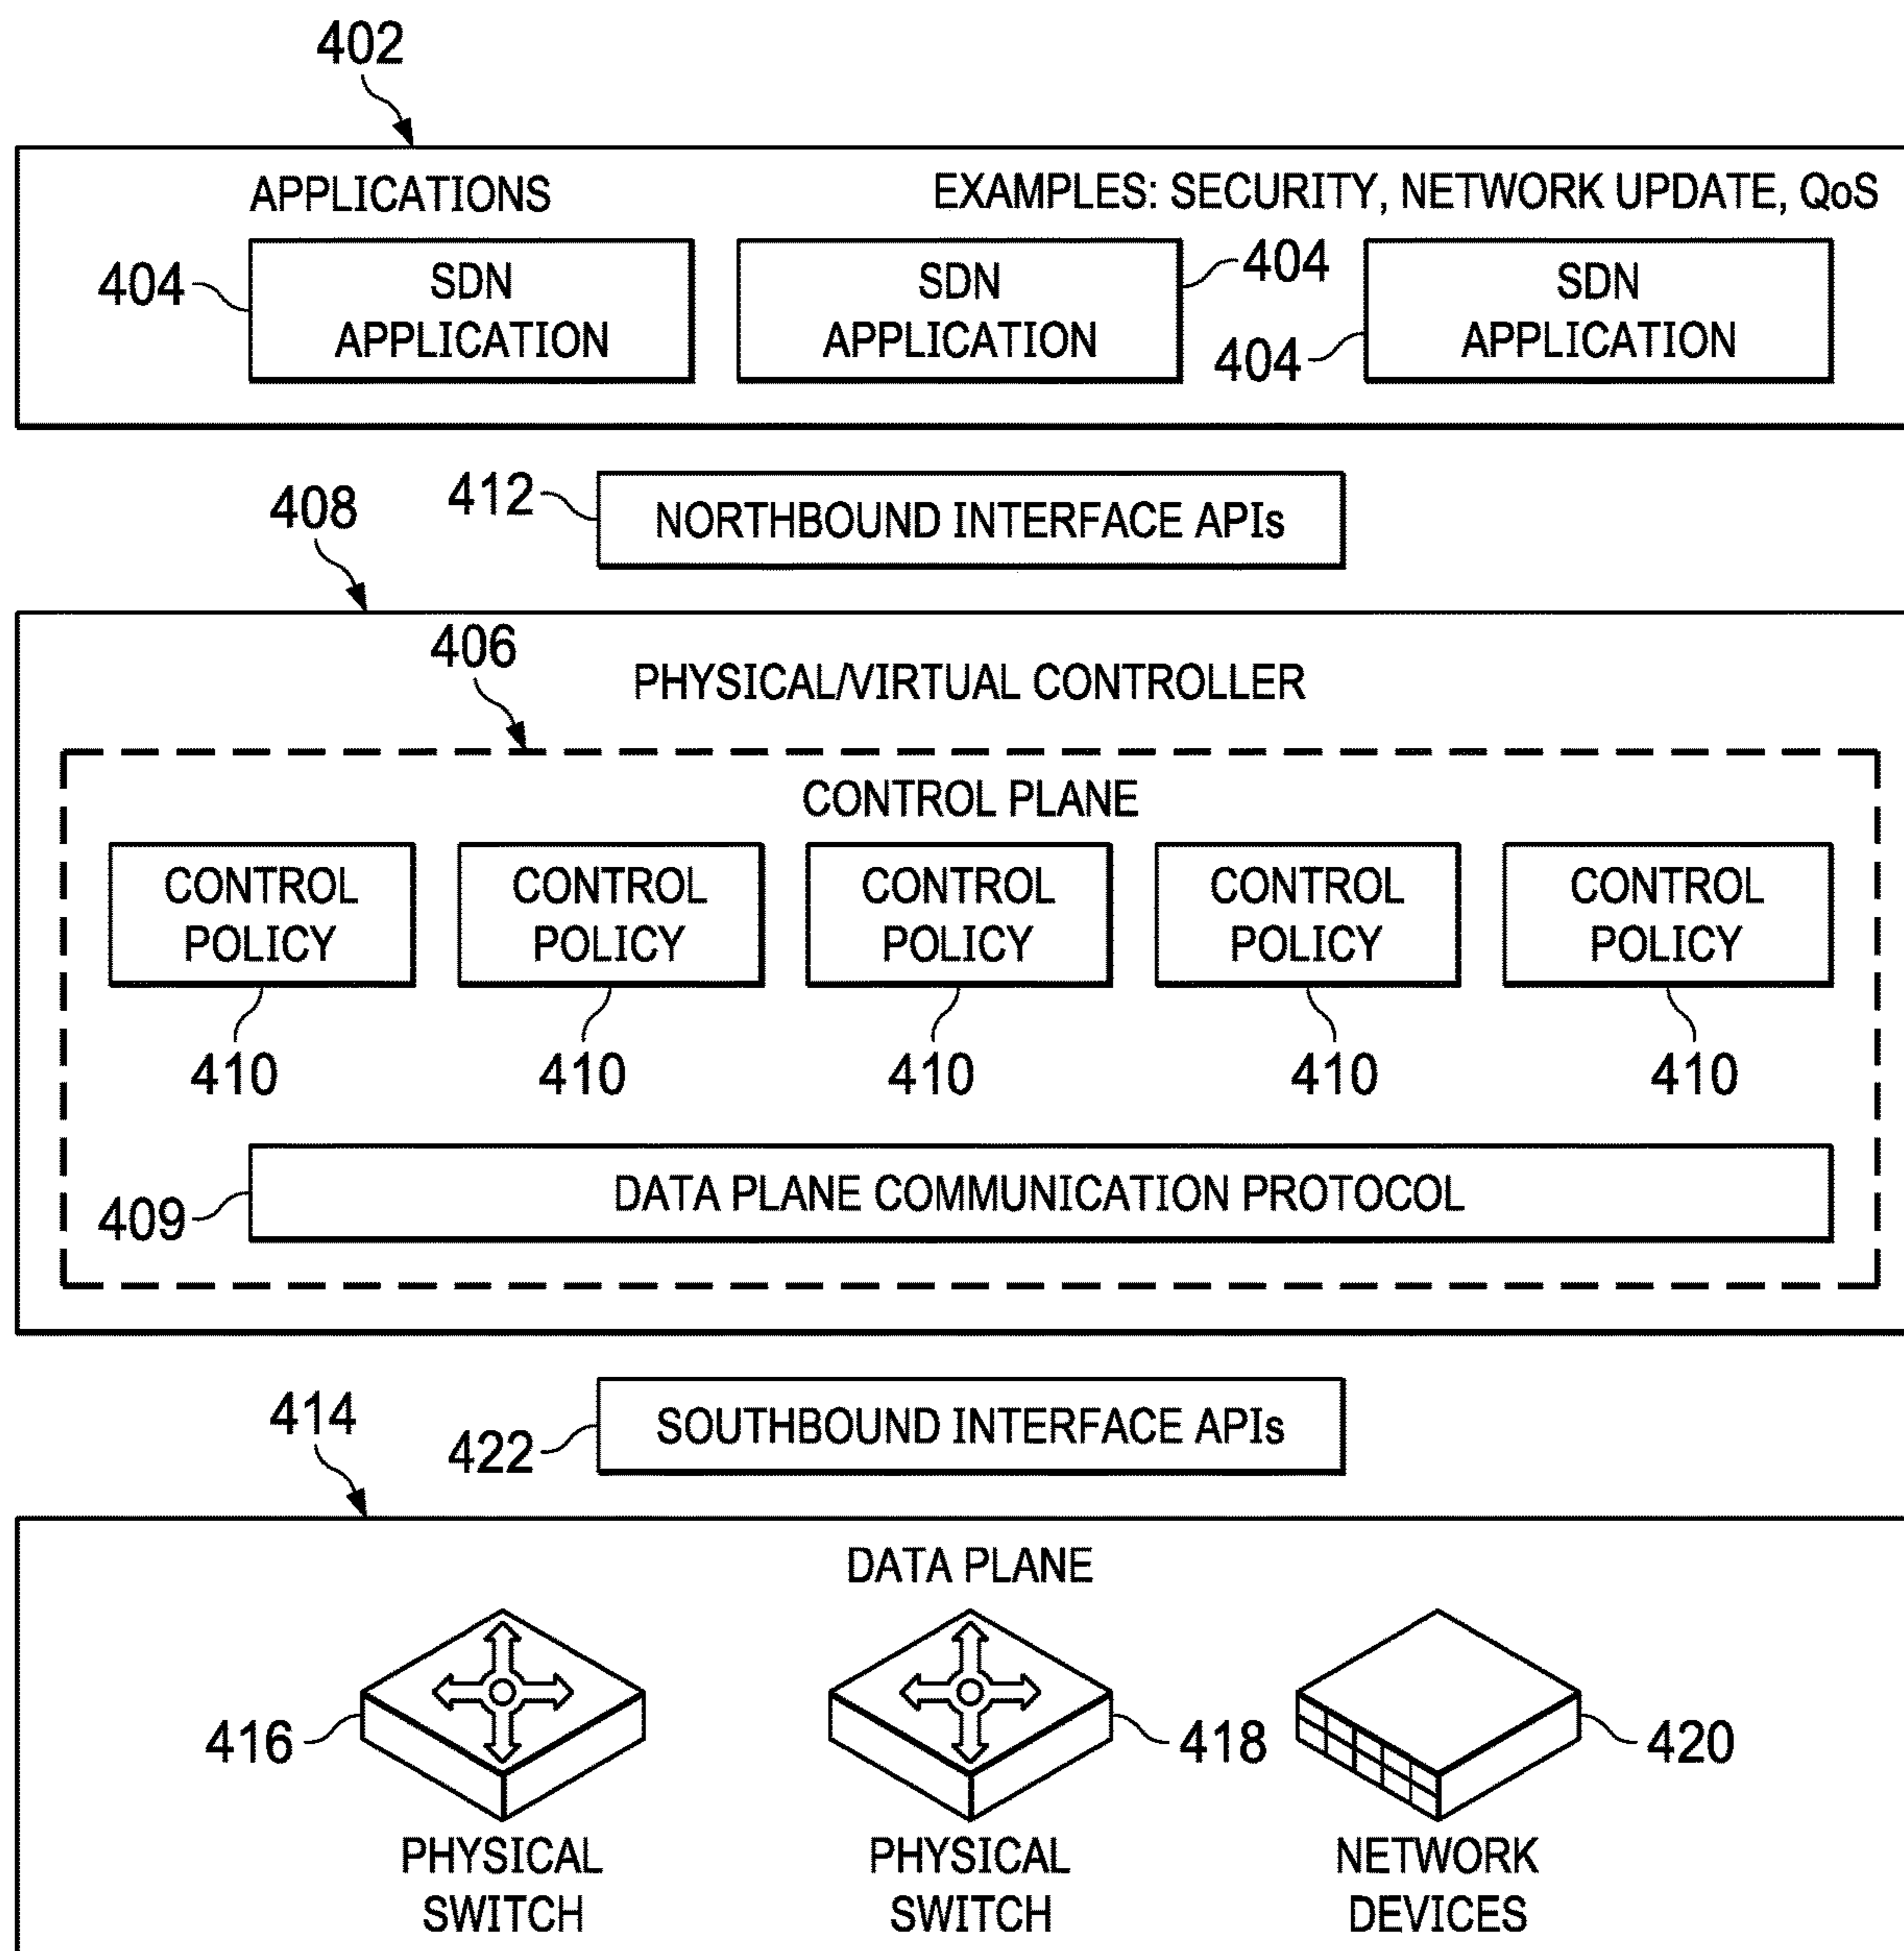 402
APPLICATIONS
EXAMPLES: SECURITY, NETWORK UPDATE, QoS
404
SDN
APPLICATION
SDN
APPLICATION
404
404
SDN
APPLICATION
412
NORTHBOUND INTERFACE APIs
408
406
PHYSICAL/VIRTUAL CONTROLLER
CONTROL PLANE
CONTROL
POLICY
CONTROL
POLICY
CONTROL
POLICY
CONTROL
POLICY
CONTROL
POLICY
410
410
410
410
410
409
DATA PLANE COMMUNICATION PROTOCOL
414
422
SOUTHBOUND INTERFACE APIs
DATA PLANE
416
418
420
PHYSICAL
SWITCH
PHYSICAL
SWITCH
NETWORK
DEVICES